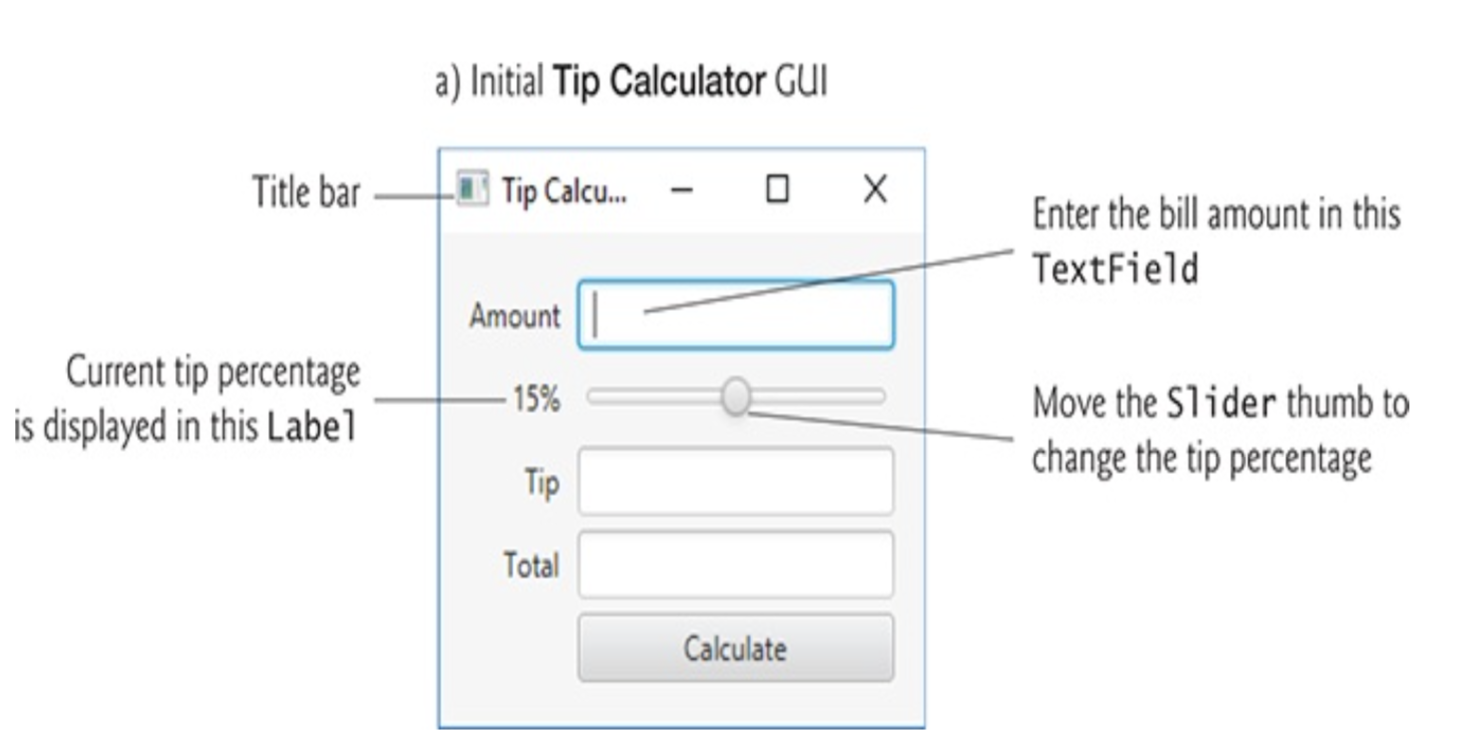 a) Initial Tip Calculator GUI
Title bar
Tip Calcu...
Enter the bill amount in this
TextField
Amount
Current tip percentage
is displayed in this Label
15%
Move the Slider thumb to
change the tip percentage
Tip
Total
Calculate